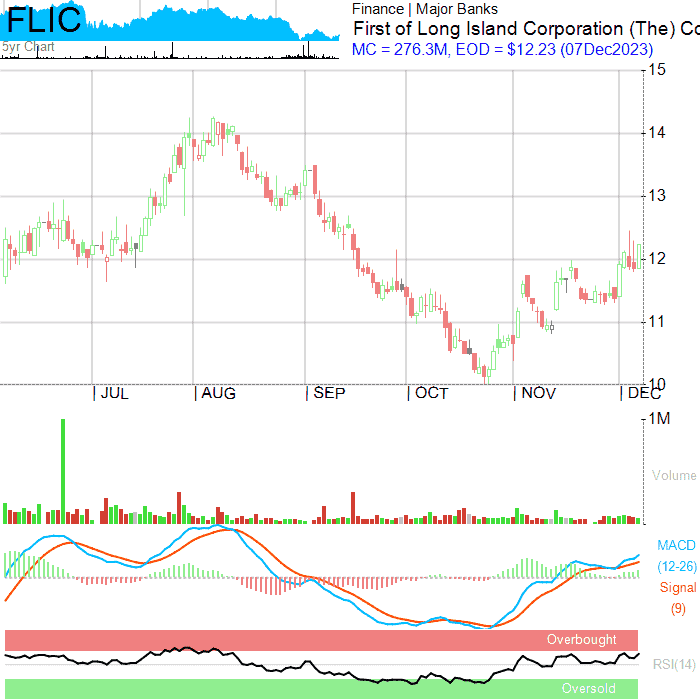 FLIC
5yr Chart
Finance | Major Banks
First of Long Island Corporation (The) Co
MC = 276.3M, EOD = $12.23 (07Dec2023)
15
14
13
12
11
10
| JUL | AUG | SEP | OCT | NOV | DEC
1M
Volume
MACD
(12-26)
Signal
(9)
Overbought
RSI(14)
Oversold